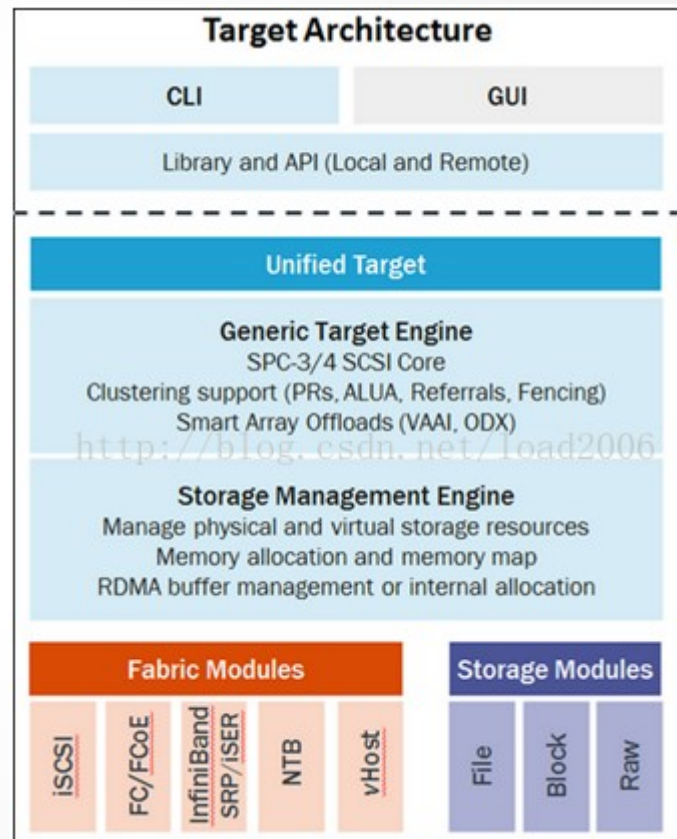 Target Architecture
CLI
GUI
Library and API (Local and Remote)
Unified Target
Generic Target Engine
SPC-3/4 SCSI Core
Clustering support (PRs, ALUA, Referrals, Fencing)
Smart Array Offloads (VAAI, ODX)
http://blog.csdn.net/load2006
Storage Management Engine
Manage physical and virtual storage resources
Memory allocation and memory map
RDMA buffer management or internal allocation
Fabric Modules
iSCSI
FC/FCoE
InfiniBand
SRP/iSER
NTB
vHost
Storage Modules
File
Block
Raw